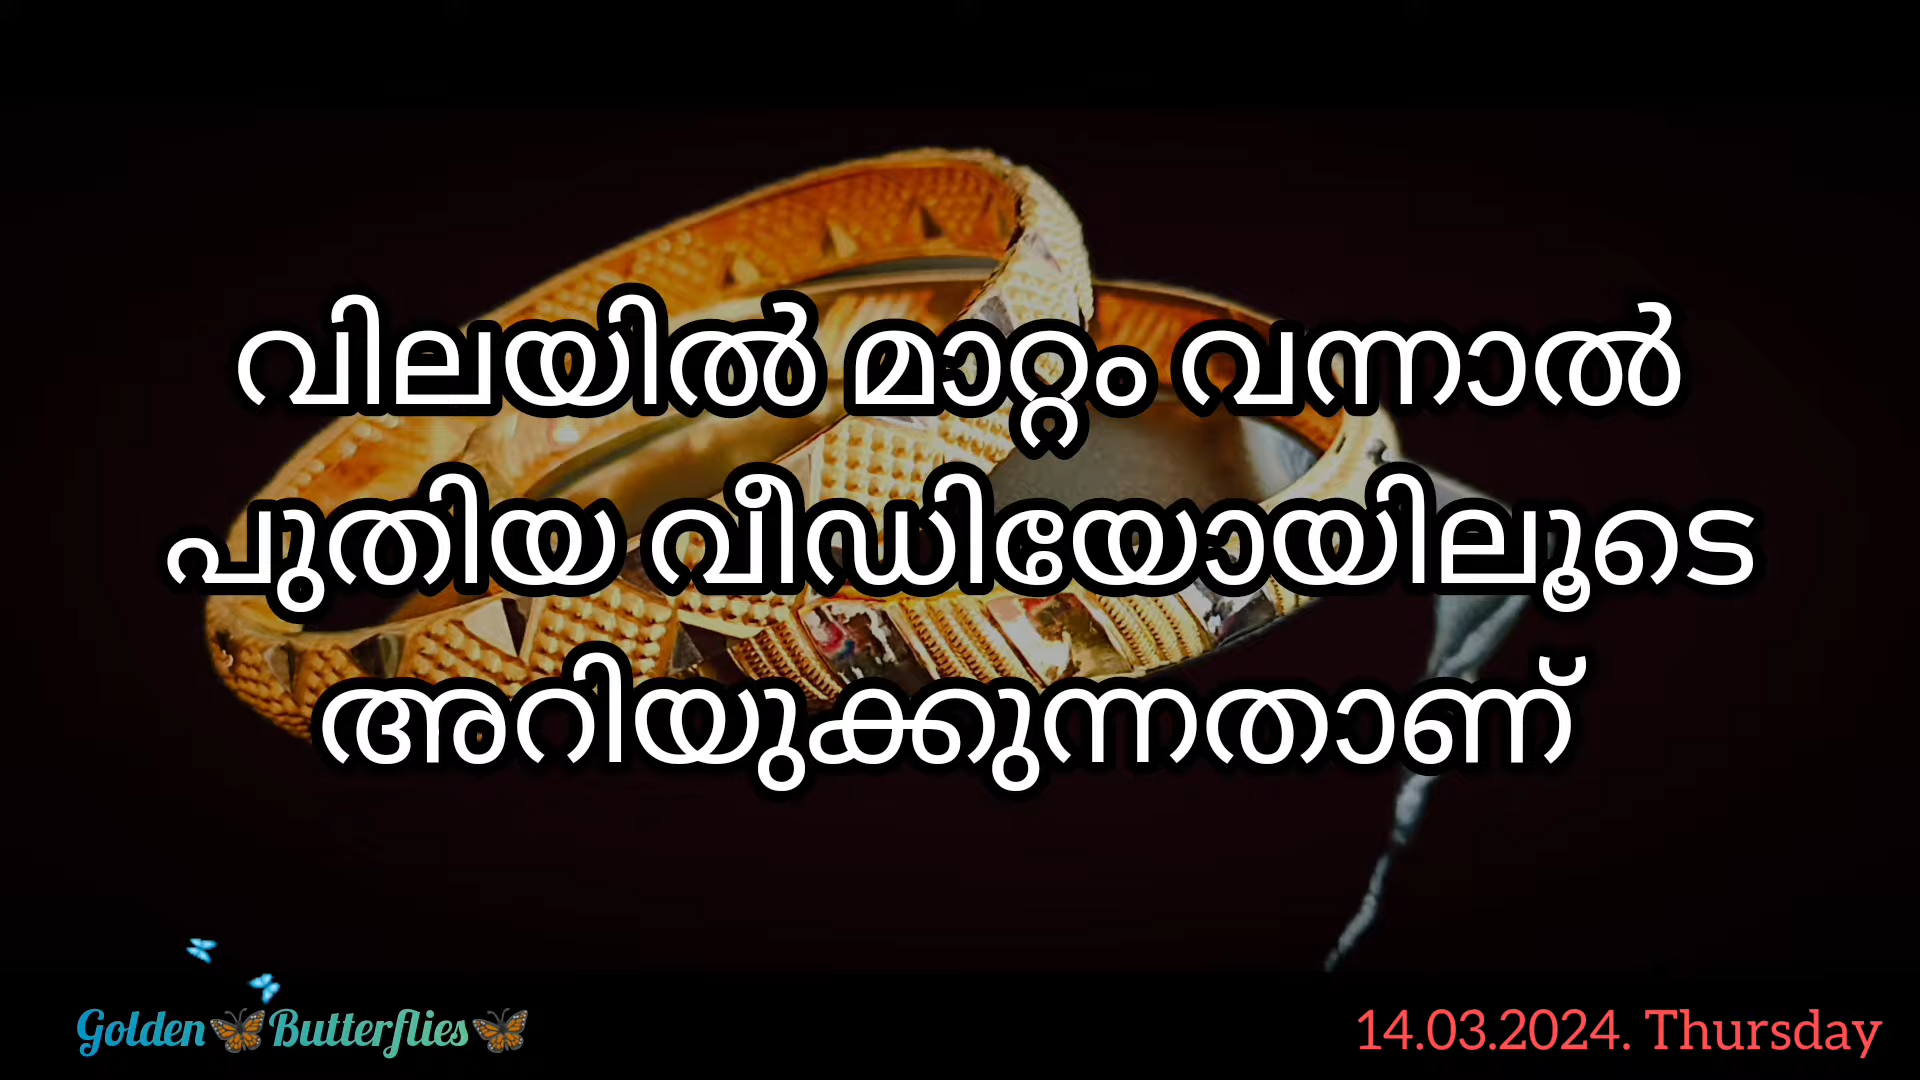 വിലയിൽ മാറ്റം വന്നാൽ
പുതിയ വീഡിയോയിലൂടെ
അറിയുക്കുന്നതാണ്
Golden🦋Butterflies🦋
14.03.2024. Thursday